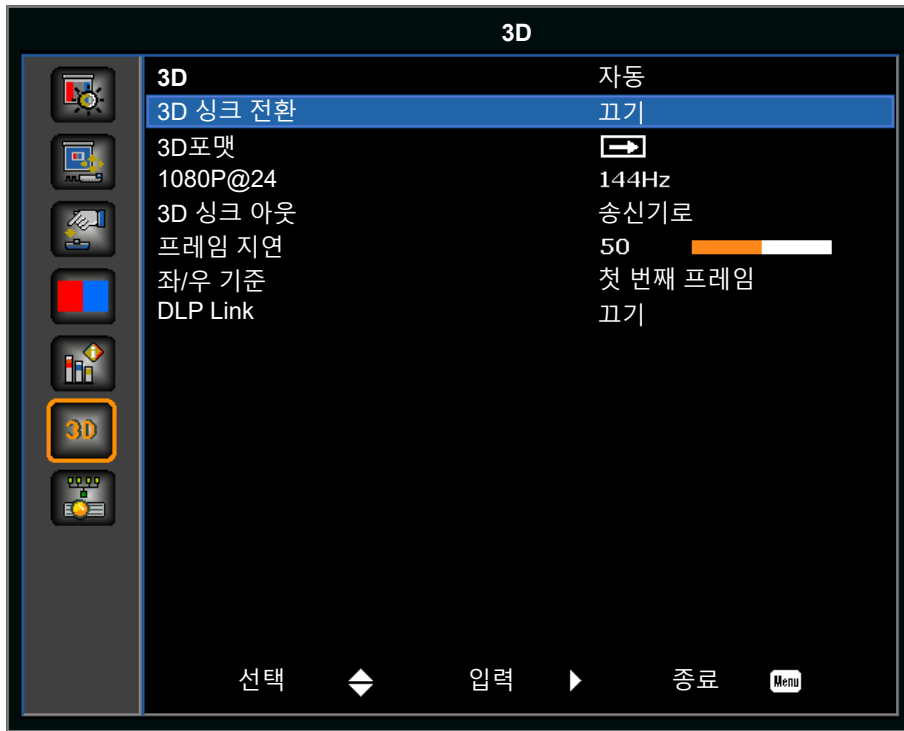 3D
3D 자동
3D 싱크 전환 끄기
3D포맷
1080P@24 144Hz
3D 싱크 아웃 송신기로
프레임 지연 50
좌/우 기준 첫 번째 프레임
DLP Link 끄기
3D
선택 입력 종료 Menu